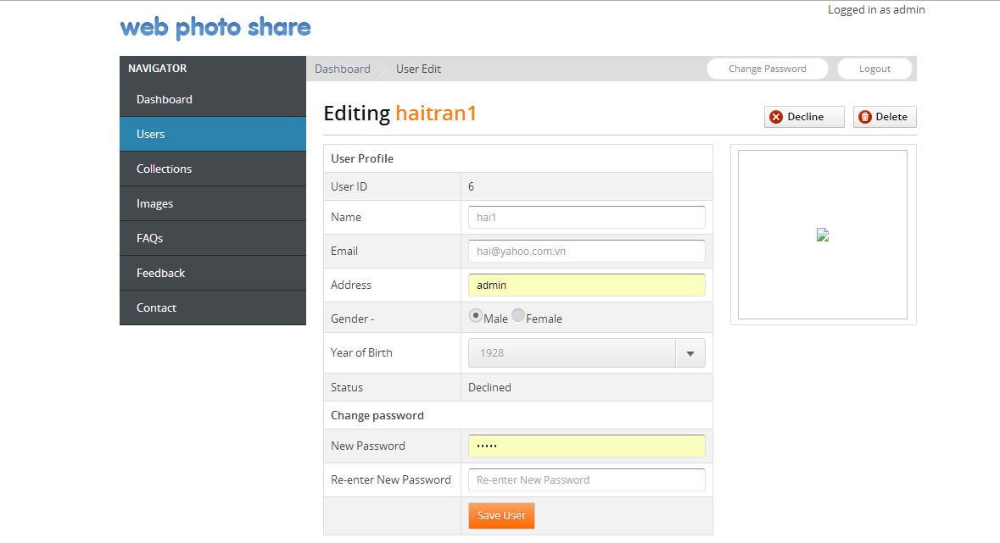 Logged in as admin
web photo share
NAVIGATOR
Dashboard
Users
Collections
Images
FAQs
Feedback
Contact
Dashboard User Edit Change Password Logout
Editing haitran1
Decline Delete
User Profile
User ID 6
Name hai1
Email hai@yahoo.com.vn
Address admin
Gender - Male Female
Year of Birth 1928
Status Declined
Change password
New Password •••••
Re-enter New Password Re-enter New Password
Save User